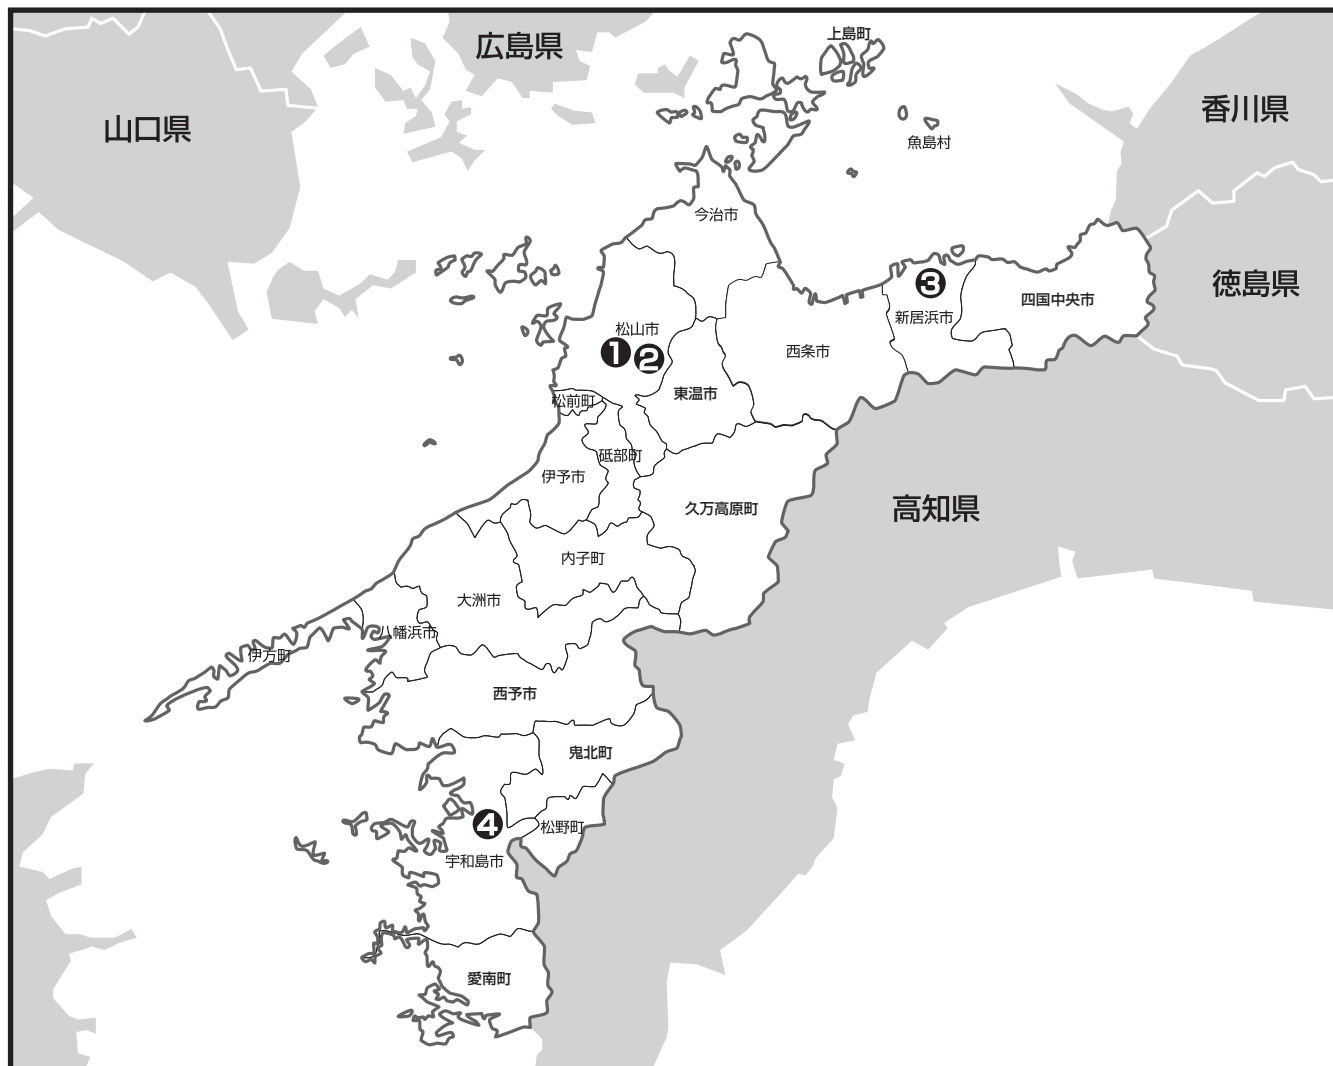 上島町
広島県
香川県
山口県
魚島村
今治市
徳島県
3
四国中央市
新居浜市
松山市
1
2
西条市
東温市
松前町
砥部町
伊予市
久万高原町
高知県
内子町
大洲市
八幡浜市
伊方町
西予市
鬼北町
4
松野町
宇和島市
愛南町